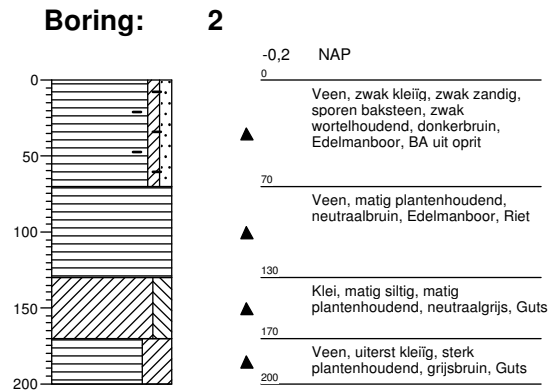 Boring: 2
-0,2 NAP
0
0
Veen, zwak kleiïg, zwak zandig,
sporen baksteen, zwak
wortelhoudend, donkerbruin,
Edelmanboor, BA uit oprit
50
70
Veen, matig plantenhoudend,
neutraalbruin, Edelmanboor, Riet
100
130
Klei, matig siltig, matig
plantenhoudend, neutraalgrijs, Guts
150
170
Veen, uiterst kleiïg, sterk
plantenhoudend, grijsbruin, Guts
200
200